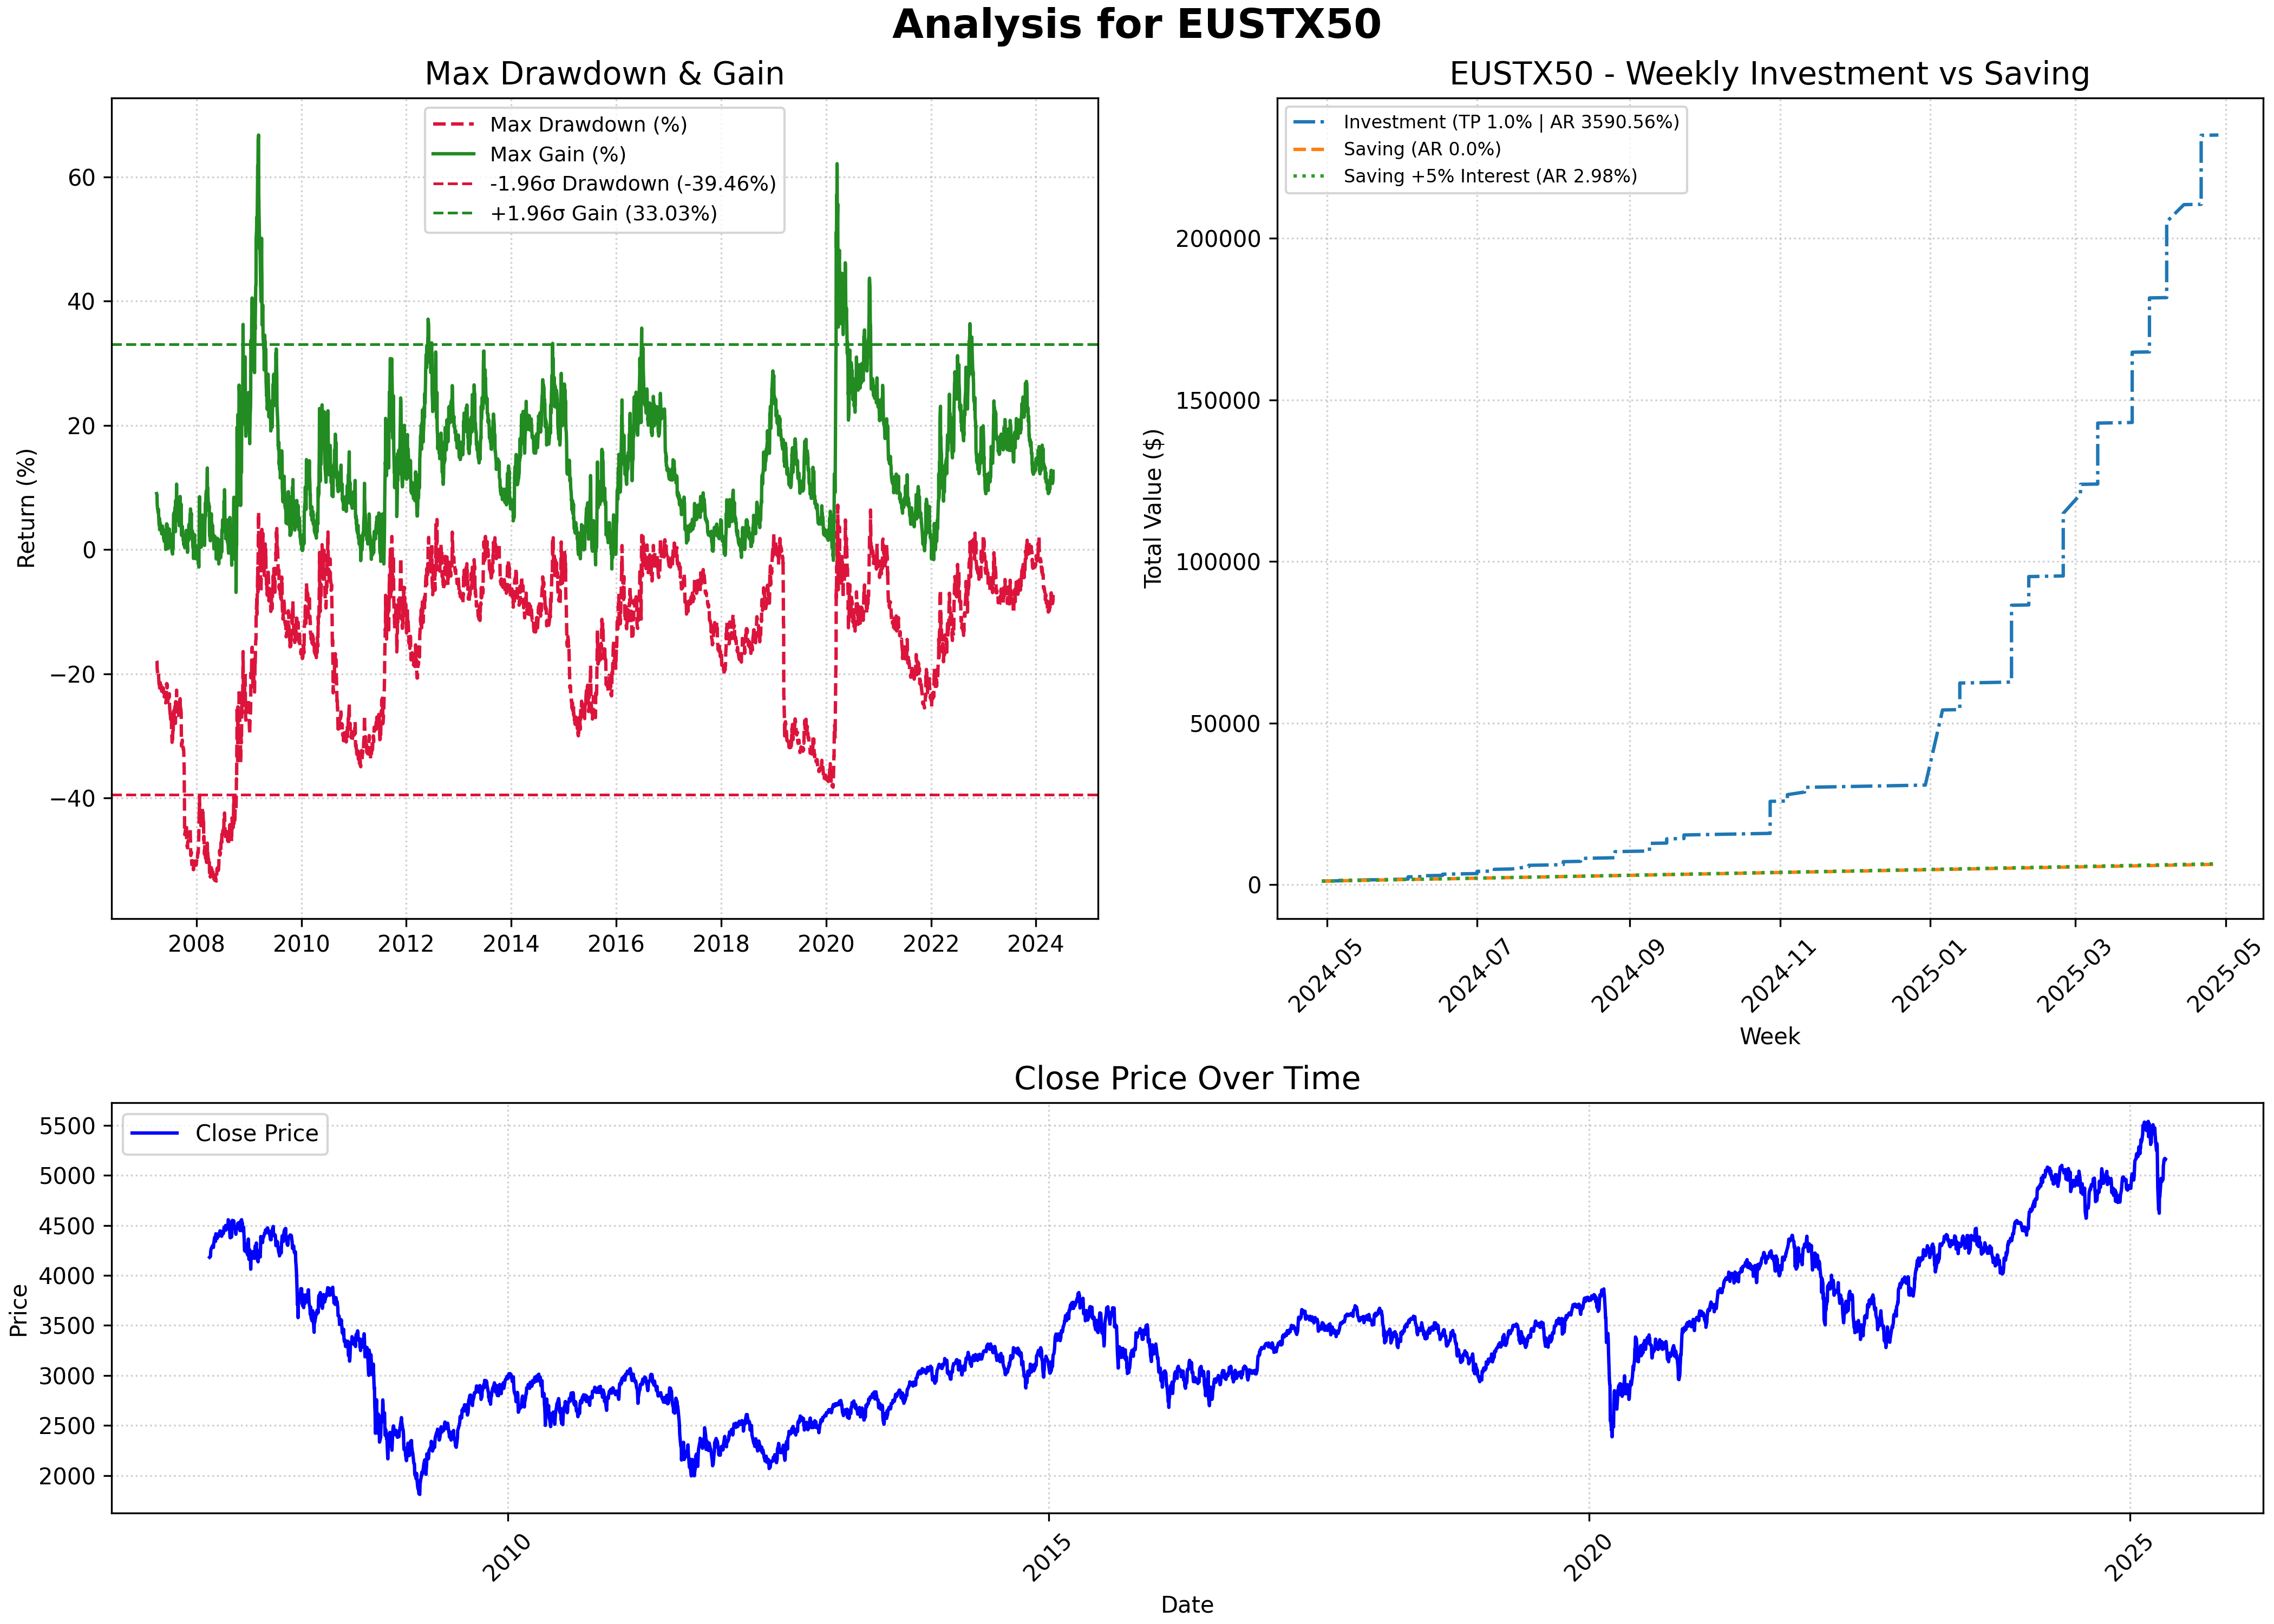 Analysis for EUSTX50
Max Drawdown & Gain
Max Drawdown (%)
Max Gain (%)
-1.96σ Drawdown (-39.46%)
+1.96σ Gain (33.03%)
Return (%)
60
40
20
0
−20
−40
2008 2010 2012 2014 2016 2018 2020 2022 2024
EUSTX50 - Weekly Investment vs Saving
Investment (TP 1.0% | AR 3590.56%)
Saving (AR 0.0%)
Saving +5% Interest (AR 2.98%)
Total Value ($)
200000
150000
100000
50000
0
2024-05 2024-07 2024-09 2024-11 2025-01 2025-03 2025-05
Week
Close Price Over Time
Close Price
Price
5500
5000
4500
4000
3500
3000
2500
2000
2010 2015 2020 2025
Date